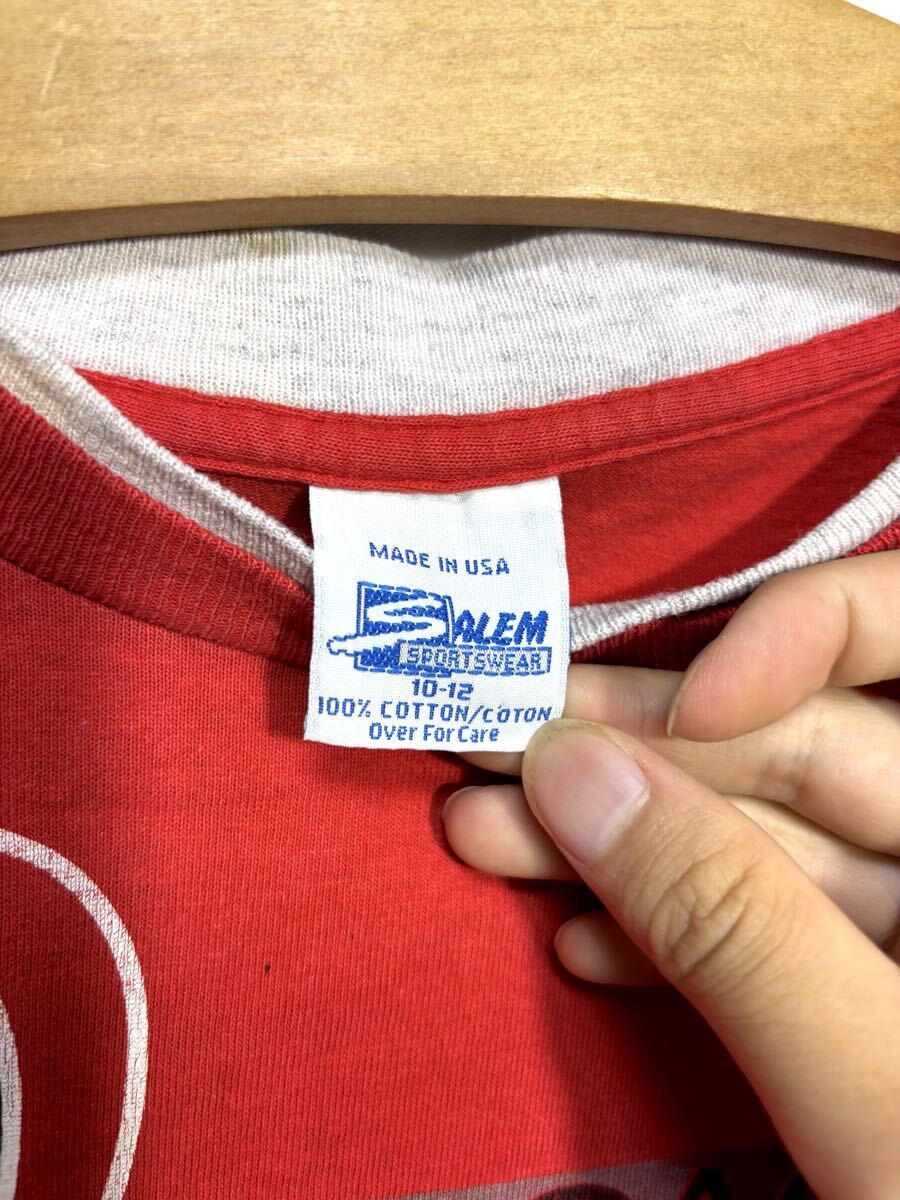 MADE IN USA
SALEM
SPORTSWEAR
10-12
100% COTTON/COTON
Over For Care